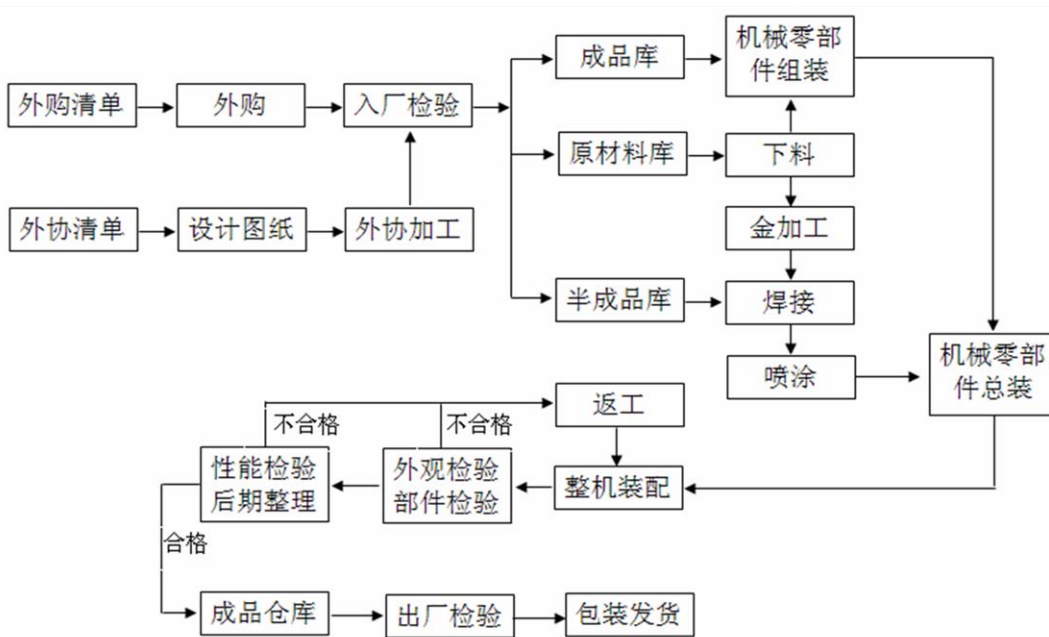 成品库
机械零部
件组装
外购清单
外购
入厂检验
原材料库
下料
外协清单
设计图纸
外协加工
金加工
半成品库
焊接
喷涂
机械零部
件总装
返工
不合格
不合格
性能检验
后期整理
外观检验
部件检验
整机装配
合格
成品仓库
出厂检验
包装发货